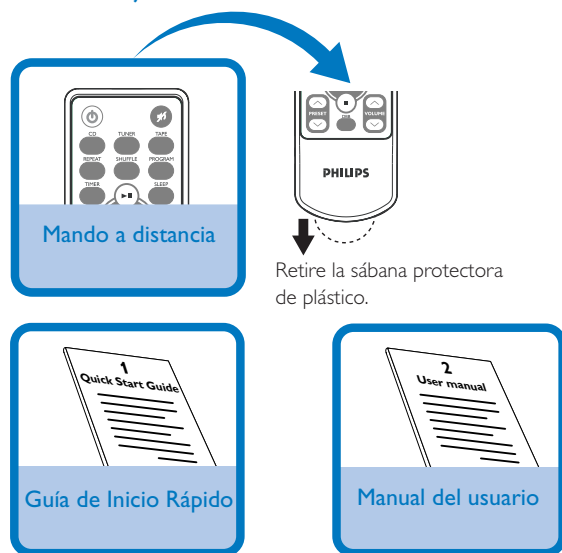 PRESET
VOLUME
DBB
CD
TUNER
TAPE
REPEAT
SHUFFLE
PROGRAM
TIMER
SLEEP
PHILIPS
Mando a distancia
Retire la sábana protectora
de plástico.
1
Quick Start Guide
Guía de Inicio Rápido
2
User manual
Manual del usuario